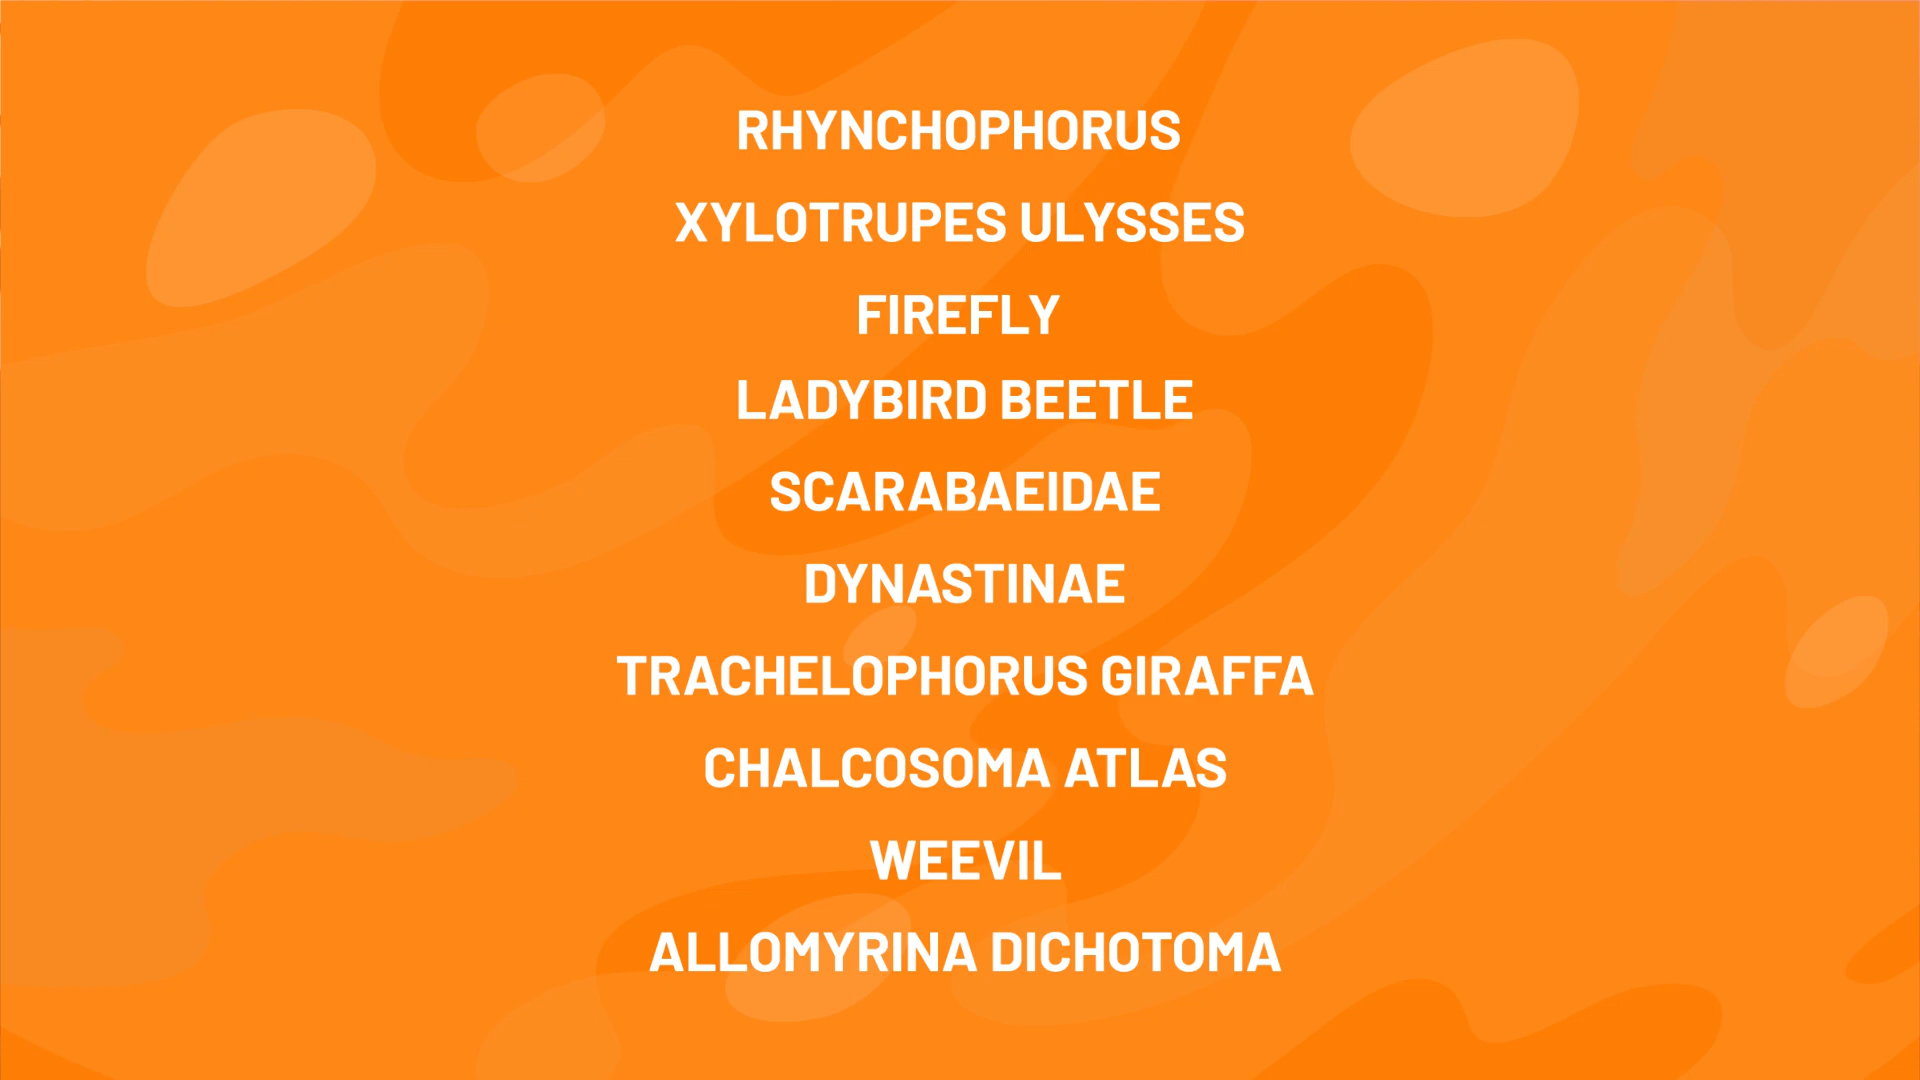 RHYNCHOPHORUS
XYLOTRUPES ULYSSES
FIREFLY
LADYBIRD BEETLE
SCARABAEIDAE
DYNASTINAE
TRACHELOPHORUS GIRAFFA
CHALCOSOMA ATLAS
WEEVIL
ALLOMYRINA DICHOTOMA